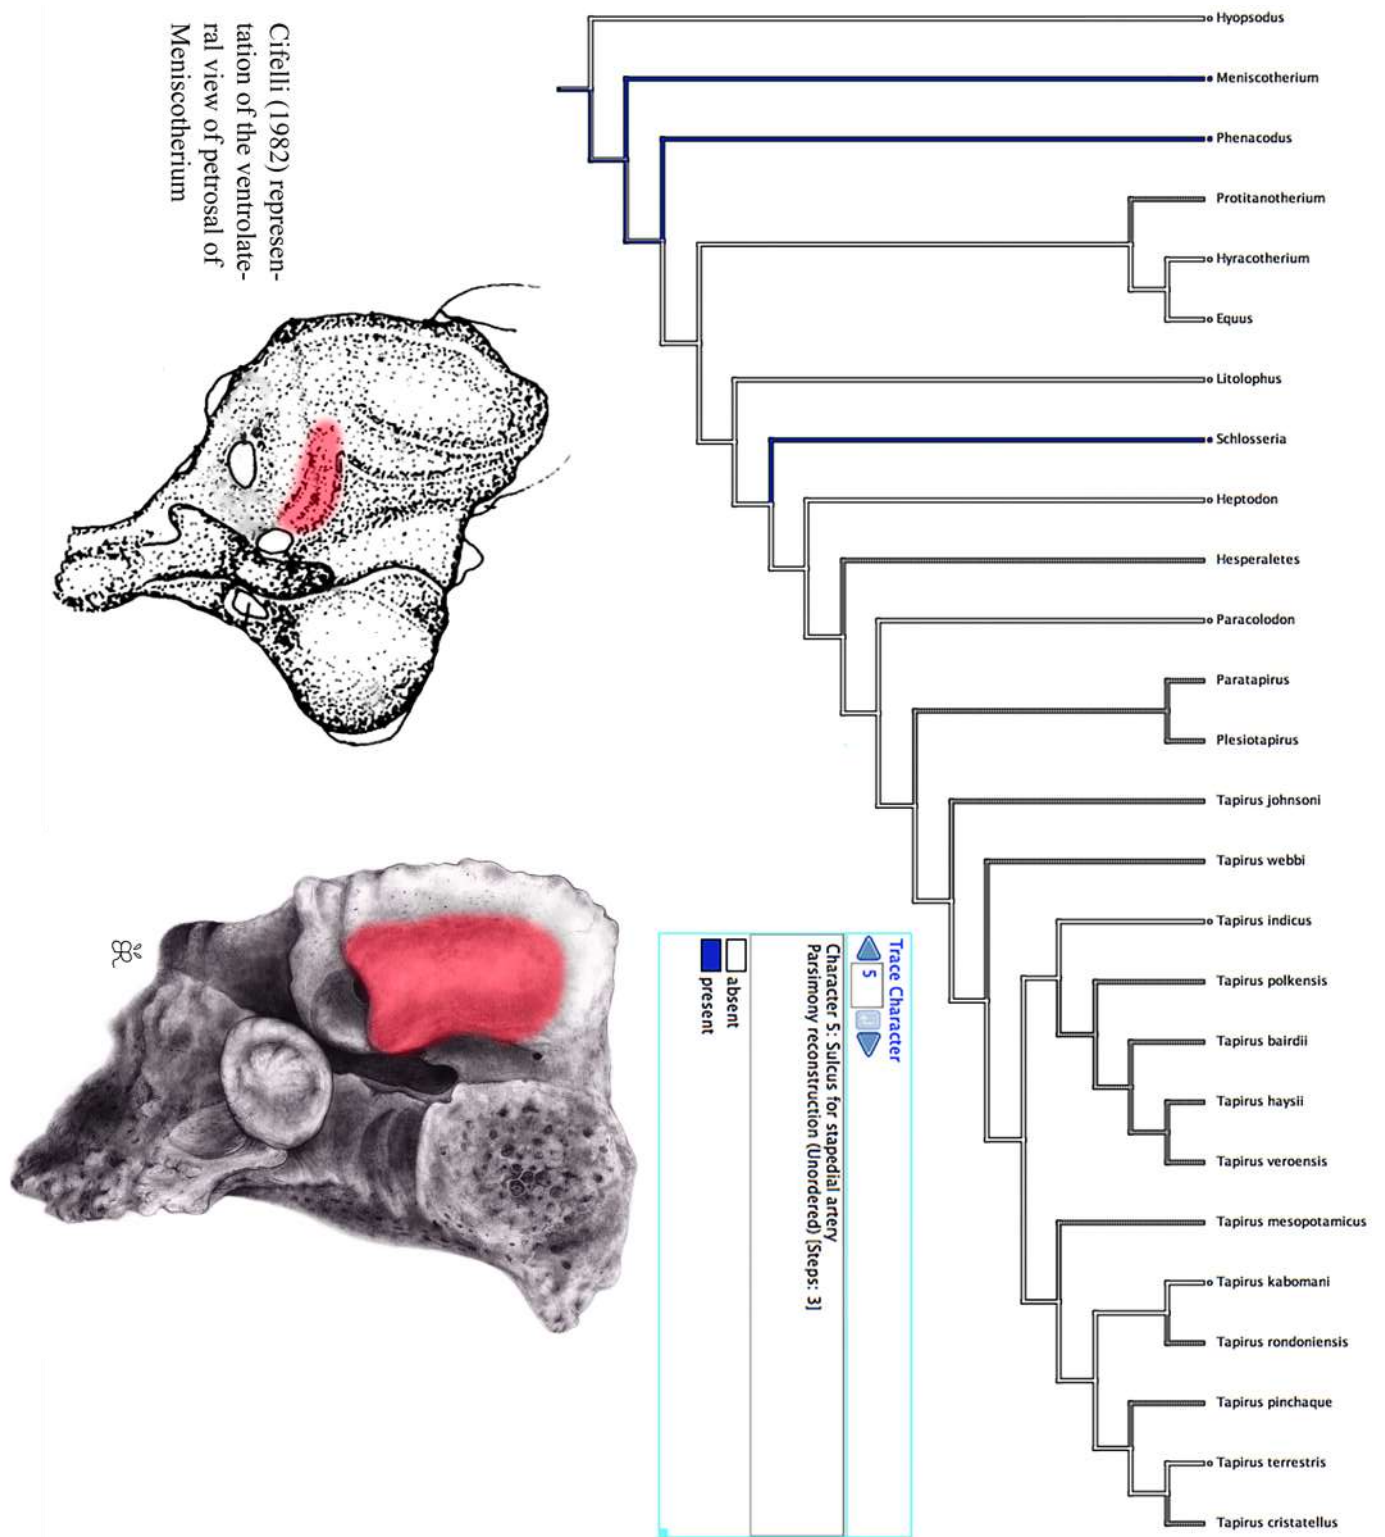 Hyopsodus
Meniscotherium
Phenacodus
Protitanotherium
Hyracotherium
Equus
Litolophus
Schlosseria
Heptodon
Hesperaletes
Paracolodon
Paratapirus
Plesiotapirus
Tapirus johnsoni
Tapirus webbi
Tapirus indicus
Tapirus polkensis
Tapirus bairdii
Tapirus haysii
Tapirus veroensis
Tapirus mesopotamicus
Tapirus kabomani
Tapirus rondoniensis
Tapirus pinchaque
Tapirus terrestris
Tapirus cristatellus
Cifelli (1982) represen-
tation of the ventrolate-
ral view of petrosal of
Meniscotherium
Trace Character
5
Character 5: Sulcus for stapedial artery
Parsimony reconstruction (Unordered) [Steps: 3]
absent
present